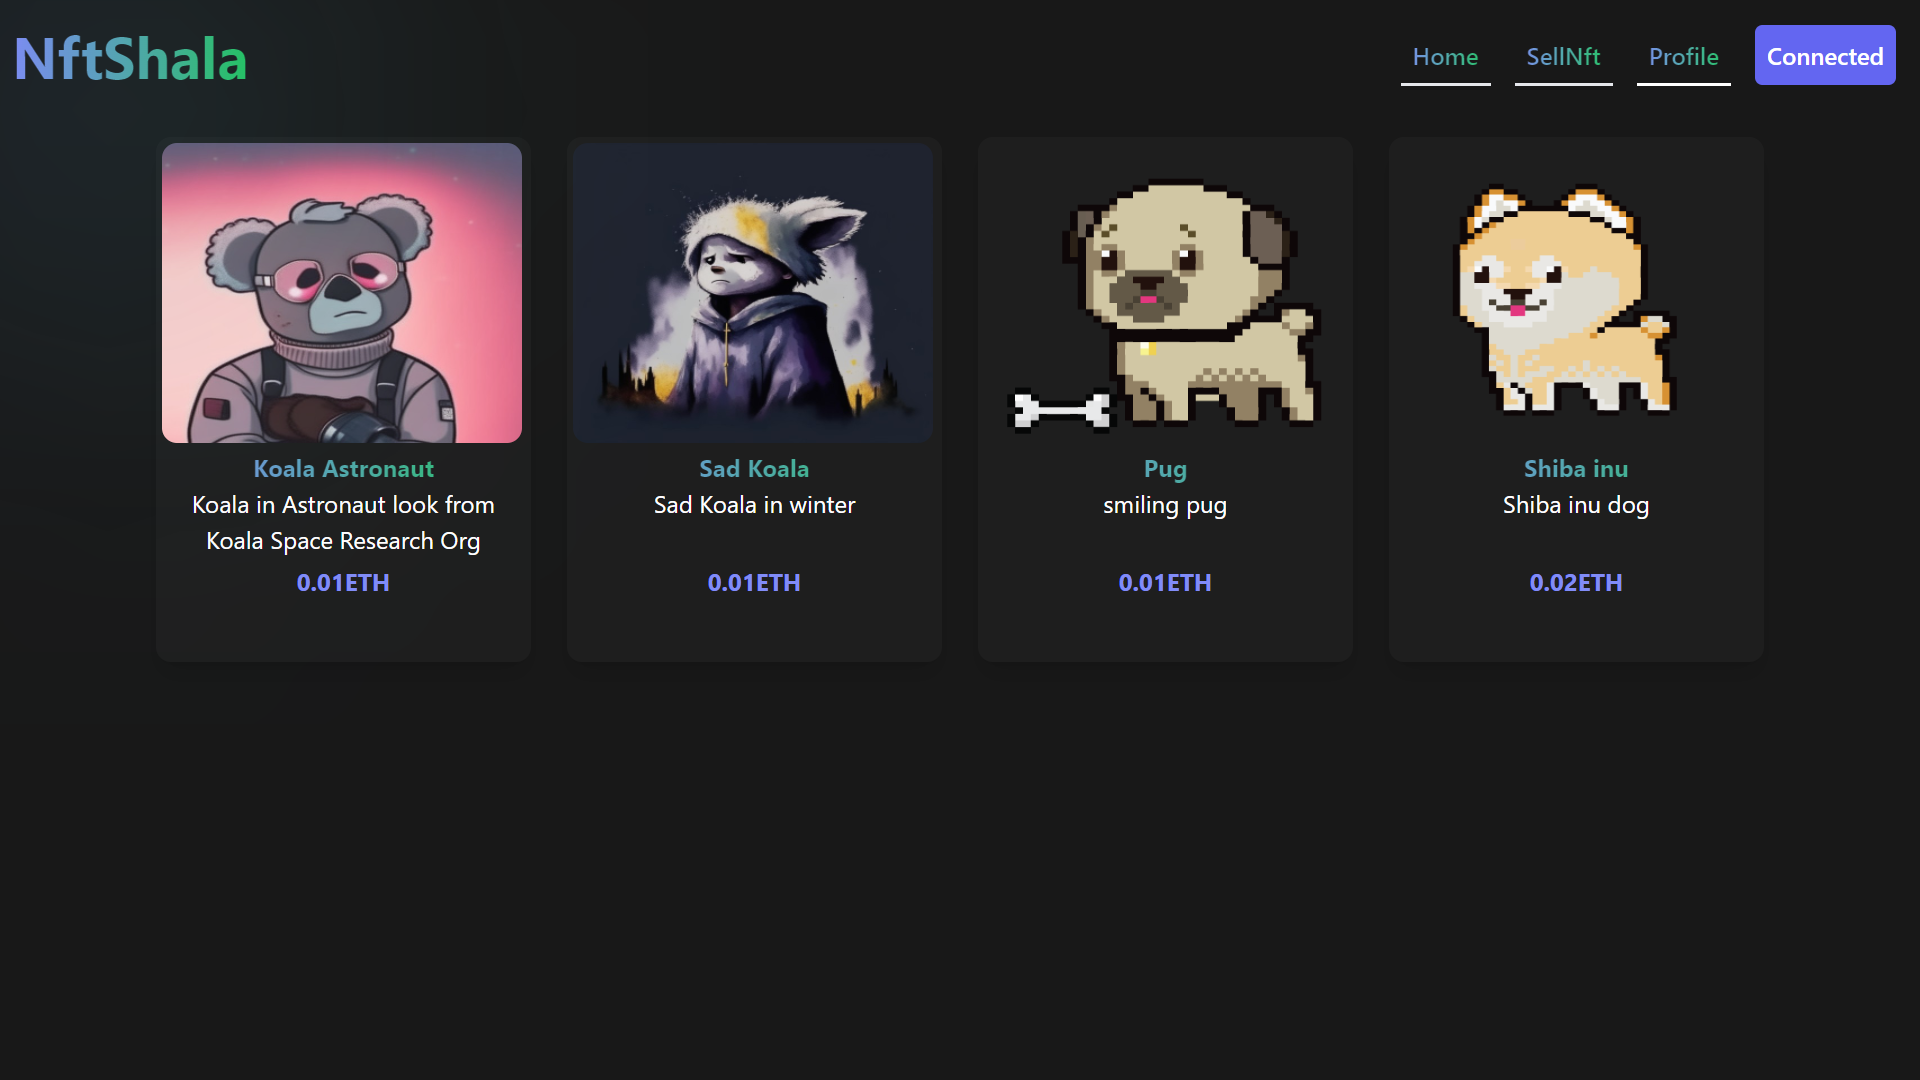 NftShala
Home
SellNft
Profile
Connected
Koala Astronaut
Koala in Astronaut look from
Koala Space Research Org
0.01ETH
Sad Koala
Sad Koala in winter
0.01ETH
Pug
smiling pug
0.01ETH
Shiba inu
Shiba inu dog
0.02ETH